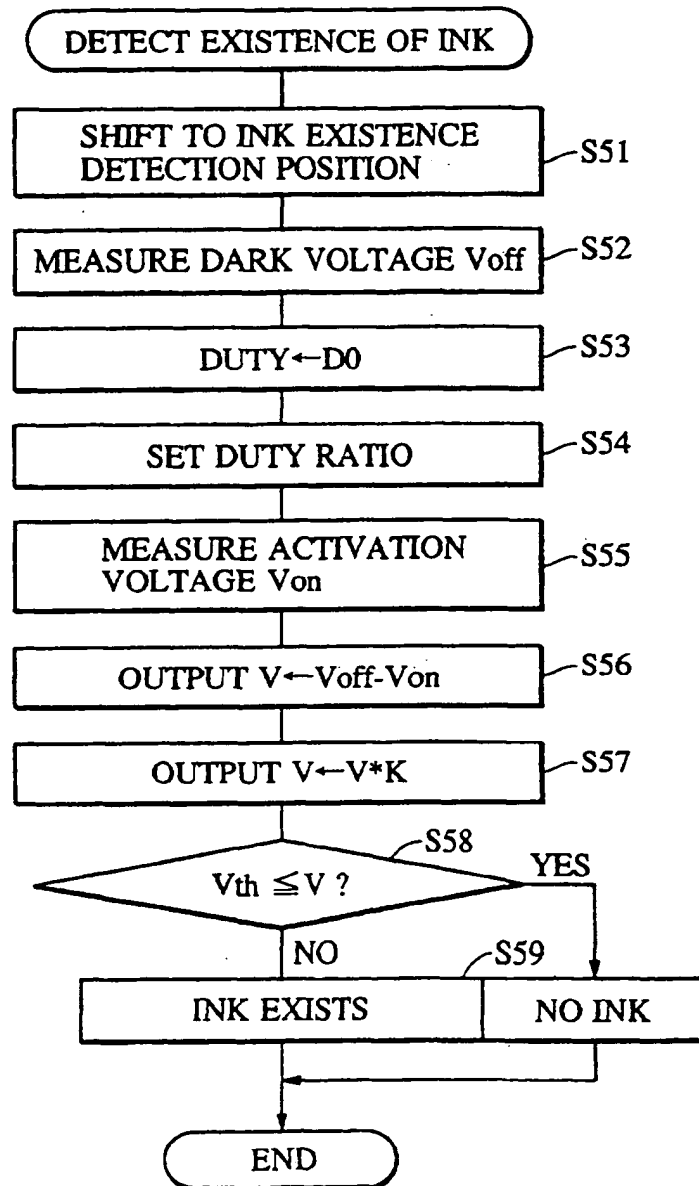 DETECT EXISTENCE OF INK
SHIFT TO INK EXISTENCE
DETECTION POSITION
S51
MEASURE DARK VOLTAGE Voff
S52
DUTY←D0
S53
SET DUTY RATIO
S54
MEASURE ACTIVATION
VOLTAGE Von
S55
OUTPUT V←Voff-Von
S56
OUTPUT V←V*K
S57
S58
Vth ≦ V ?
YES
NO
S59
INK EXISTS
NO INK
END